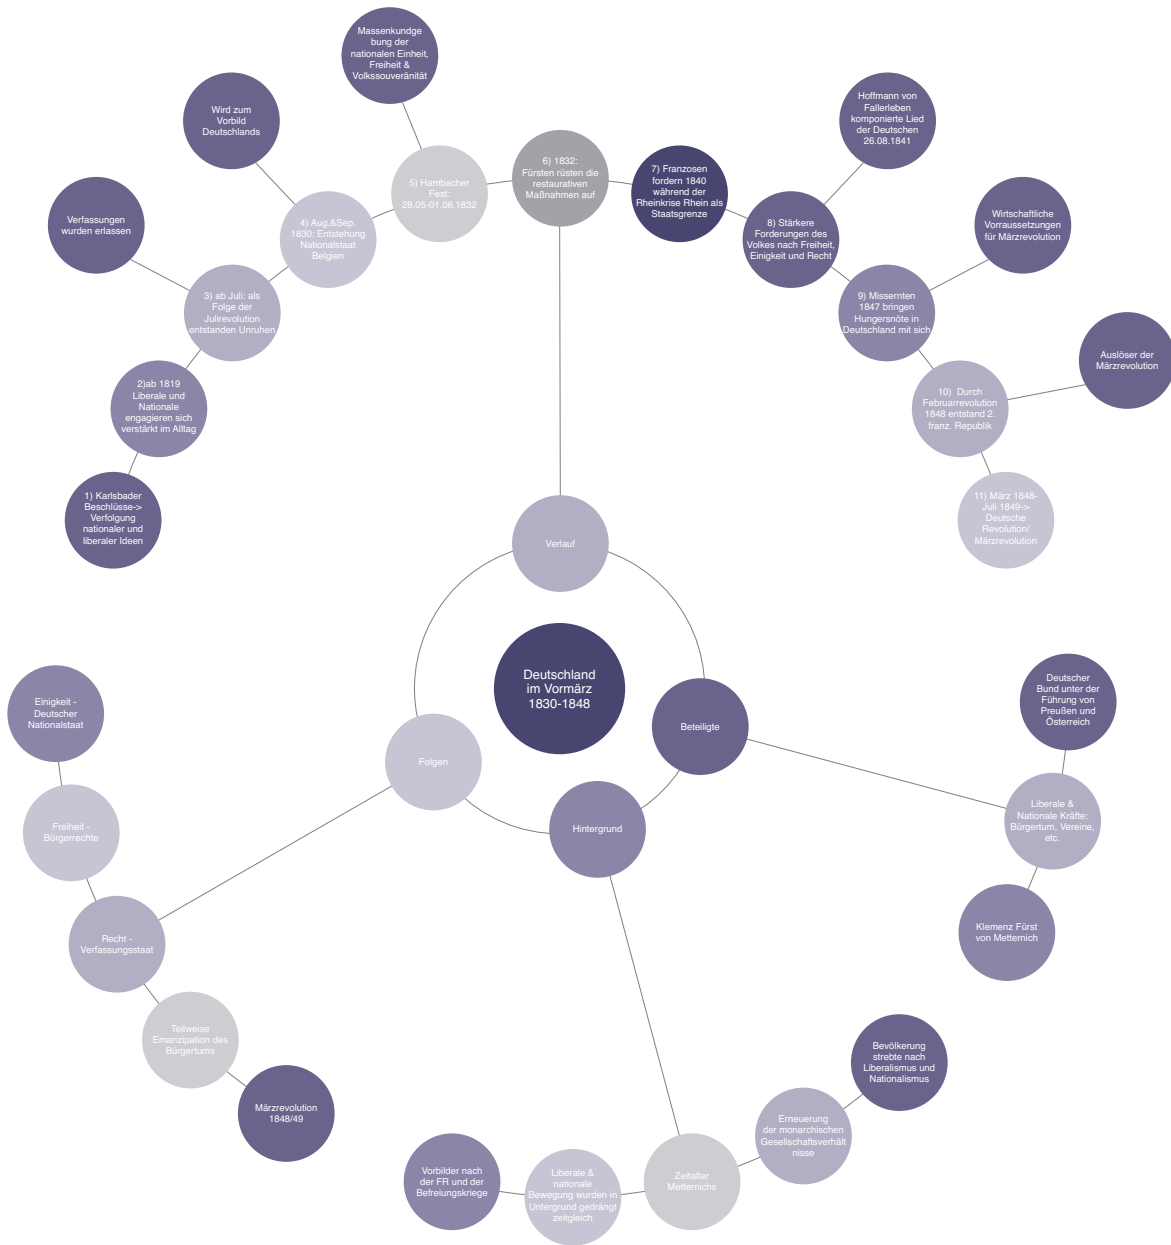 Massenkundge
bung der
nationalen Einheit,
Freiheit &
Volkssouveränität
Wird zum
Vorbild
Deutschlands
Verfassungen
wurden erlassen
5) Hambacher
Fest:
28.05-01.06.1832
6) 1832:
Fürsten rüsten die
restaurativen
Maßnahmen auf
7) Franzosen
fordern 1840
während der
Rheinkrise Rhein als
Staatsgrenze
Hoffmann von
Fallerleben
komponierte Lied
der Deutschen
26.08.1841
4) Aug.&Sep.
1830: Entstehung
Nationalstaat
Belgien
8) Stärkere
Forderungen des
Volkes nach Freiheit,
Einigkeit und Recht
Wirtschaftliche
Vorraussetzungen
für Märzrevolution
3) ab Juli: als
Folge der
Julirevolution
entstanden Unruhen
9) Missernten
1847 bringen
Hungersnöte in
Deutschland mit sich
Auslöser der
Märzrevolution
2)ab 1819
Liberale und
Nationale
engagieren sich
verstärkt im Alltag
10)  Durch
Februarrevolution
1848 entstand 2.
franz. Republik
1) Karlsbader
Beschlüsse->
Verfolgung
nationaler und
liberaler Ideen
11) März 1848-
Juli 1849->
Deutsche
Revolution/
Märzrevolution
Verlauf
Deutschland
im Vormärz
1830-1848
Einigkeit -
Deutscher
Nationalstaat
Freiheit -
Bürgerrechte
Folgen
Recht -
Verfassungsstaat
Teilweise
Emanzipation des
Bürgertums
Märzrevolution
1848/49
Hintergrund
Beteiligte
Deutscher
Bund unter der
Führung von
Preußen und
Österreich
Liberale &
Nationale Kräfte:
Bürgertum, Vereine,
etc.
Klemenz Fürst
von Metternich
Bevölkerung
strebte nach
Liberalismus und
Nationalismus
Erneuerung
der monarchischen
Gesellschaftsverhält
nisse
Zeitalter
Metternichs
Liberale &
nationale
Bewegung wurden in
Untergrund gedrängt
zeitgleich
Vorbilder nach
der FR und der
Befreiungskriege